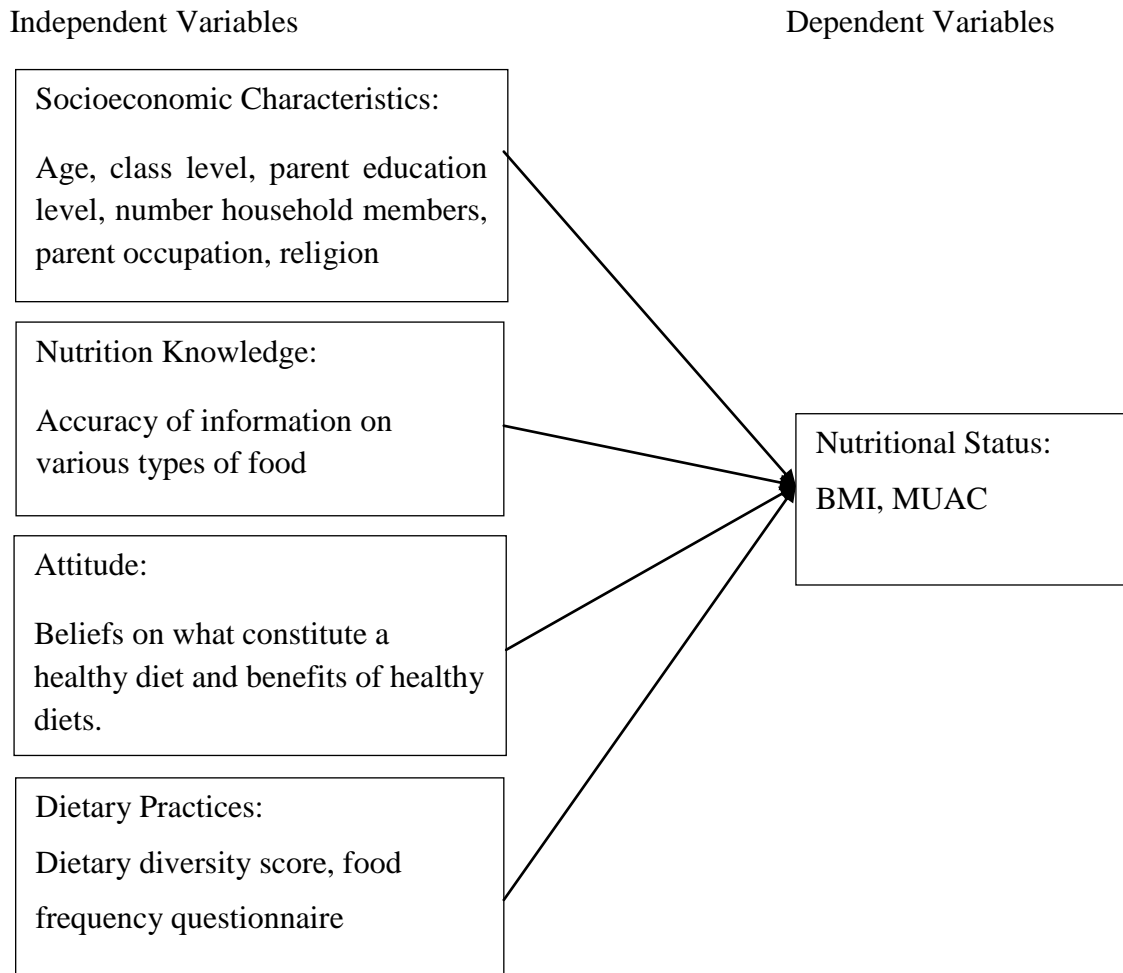 Independent Variables
Dependent Variables
Socioeconomic Characteristics:
Age, class level, parent education
level, number household members,
parent occupation, religion
Nutrition Knowledge:
Accuracy of information on
various types of food
Attitude:
Beliefs on what constitute a
healthy diet and benefits of healthy
diets.
Dietary Practices:
Dietary diversity score, food
frequency questionnaire
Nutritional Status:
BMI, MUAC